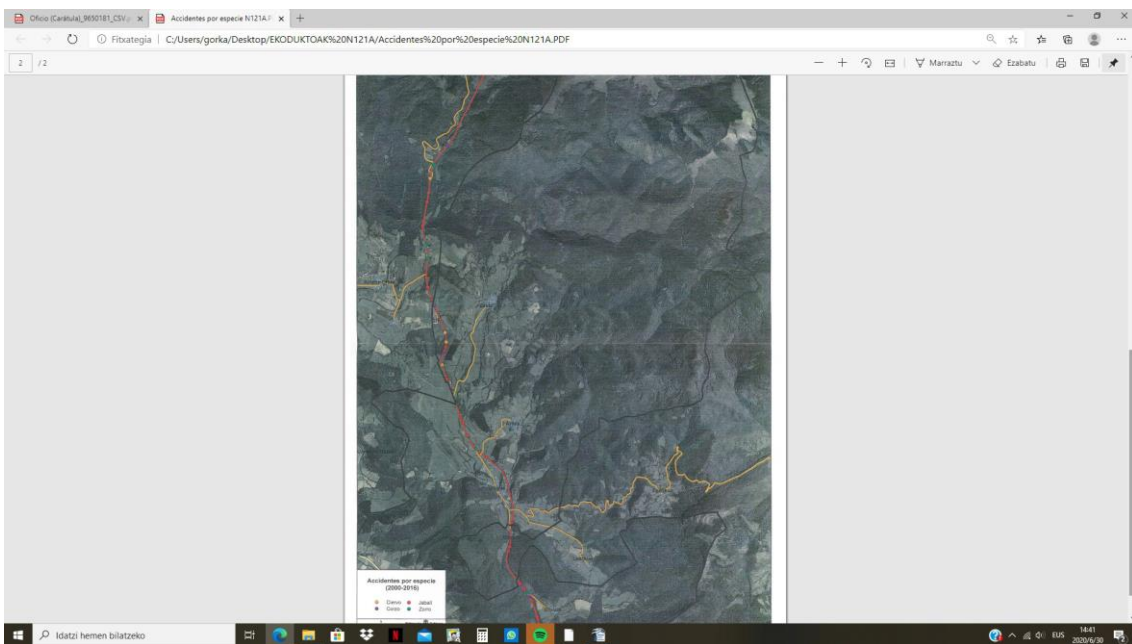 Oficio (Carátula)_9650181_CSV
Accidentes por especie N121A.P
Fitxategia
C:/Users/gorka/Desktop/EKODUKTOAK%20N121A/Accidentes%20por%20especie%20N121A.PDF
2 / 2
Marraztu
Ezabatu
Accidentes por especie
(2000-2016)
Ciervo Jabalí
Corzo Zorro
Idatzi hemen bilatzeko
EUS
14:41
2020/6/30